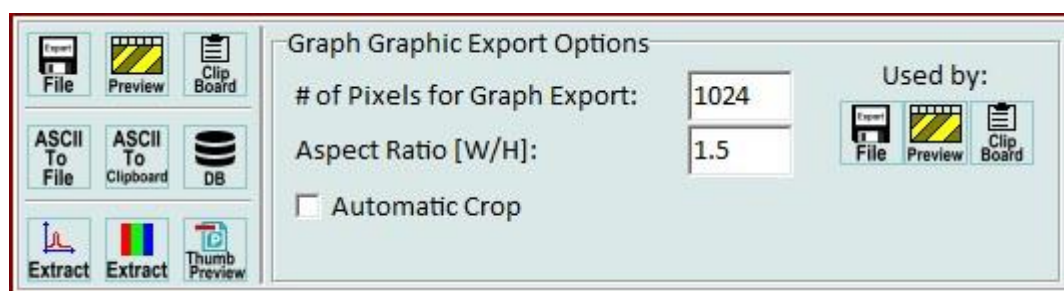 Export
File
Preview
Clip
Board
ASCII
To
File
ASCII
To
Clipboard
DB
Extract
Extract
Thumb
Preview
Graph Graphic Export Options
# of Pixels for Graph Export: 1024
Aspect Ratio [W/H]: 1.5
Automatic Crop
Used by:
Export
File
Preview
Clip
Board